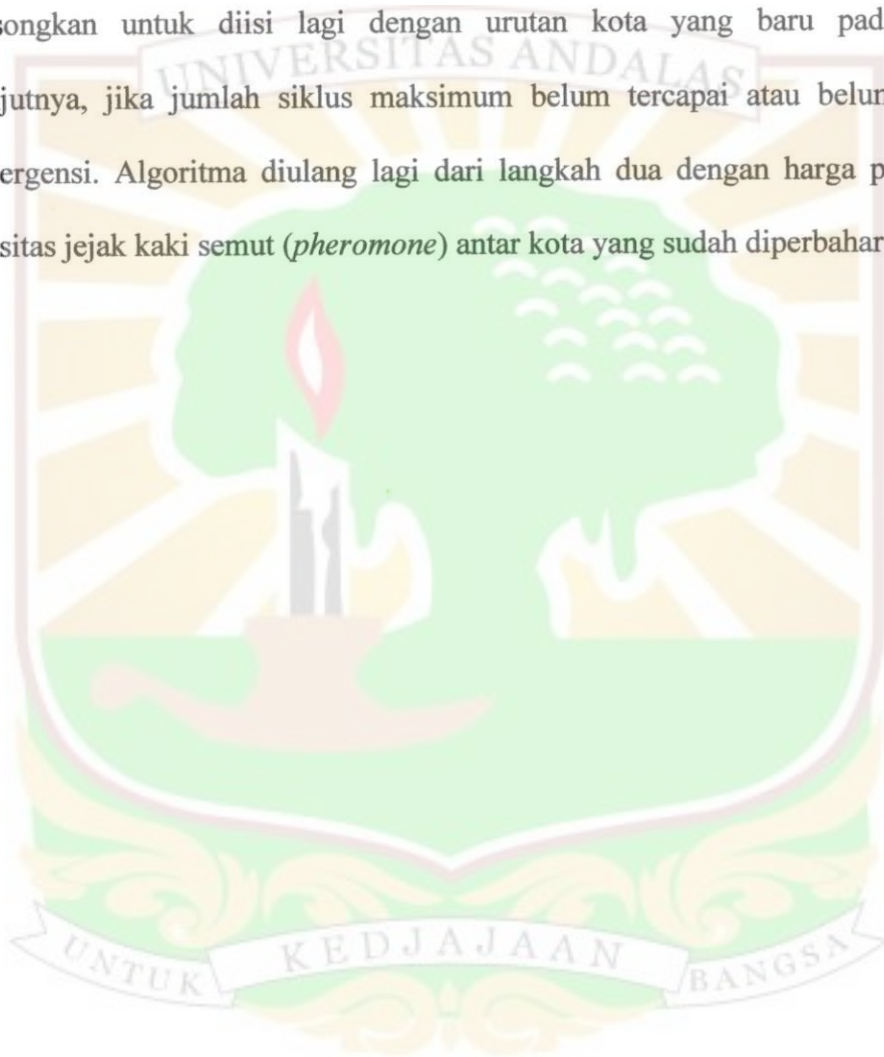 songkan untuk diisi lagi dengan urutan kota yang baru pad
UNIVERSITAS ANDALAS
jutnya, jika jumlah siklus maksimum belum tercapai atau belum
ergensi. Algoritma diulang lagi dari langkah dua dengan harga p
sitas jejak kaki semut (pheromone) antar kota yang sudah diperbahar
UNTUK KEDJAJAAN BANGSA